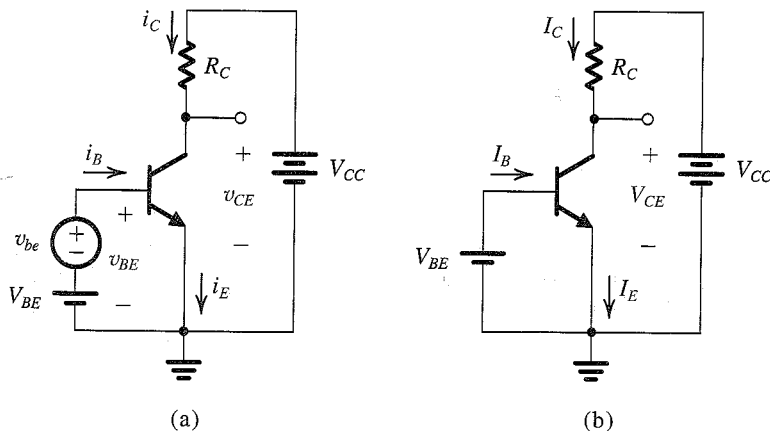 i_C
R_C
i_B
+
V_CC
v_CE
+
v_be
+
−
v_BE
−
V_BE
−
i_E
(a)
I_C
R_C
I_B
+
V_CC
V_CE
V_BE
−
I_E
(b)